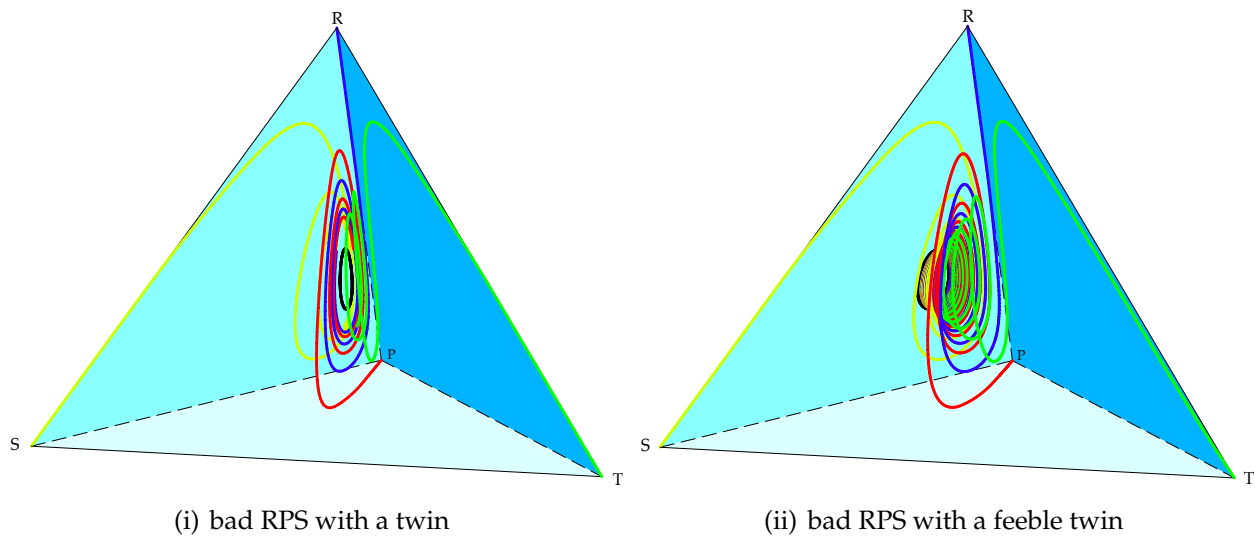 R
P
S
T
(i) bad RPS with a twin
R
P
S
T
(ii) bad RPS with a feeble twin